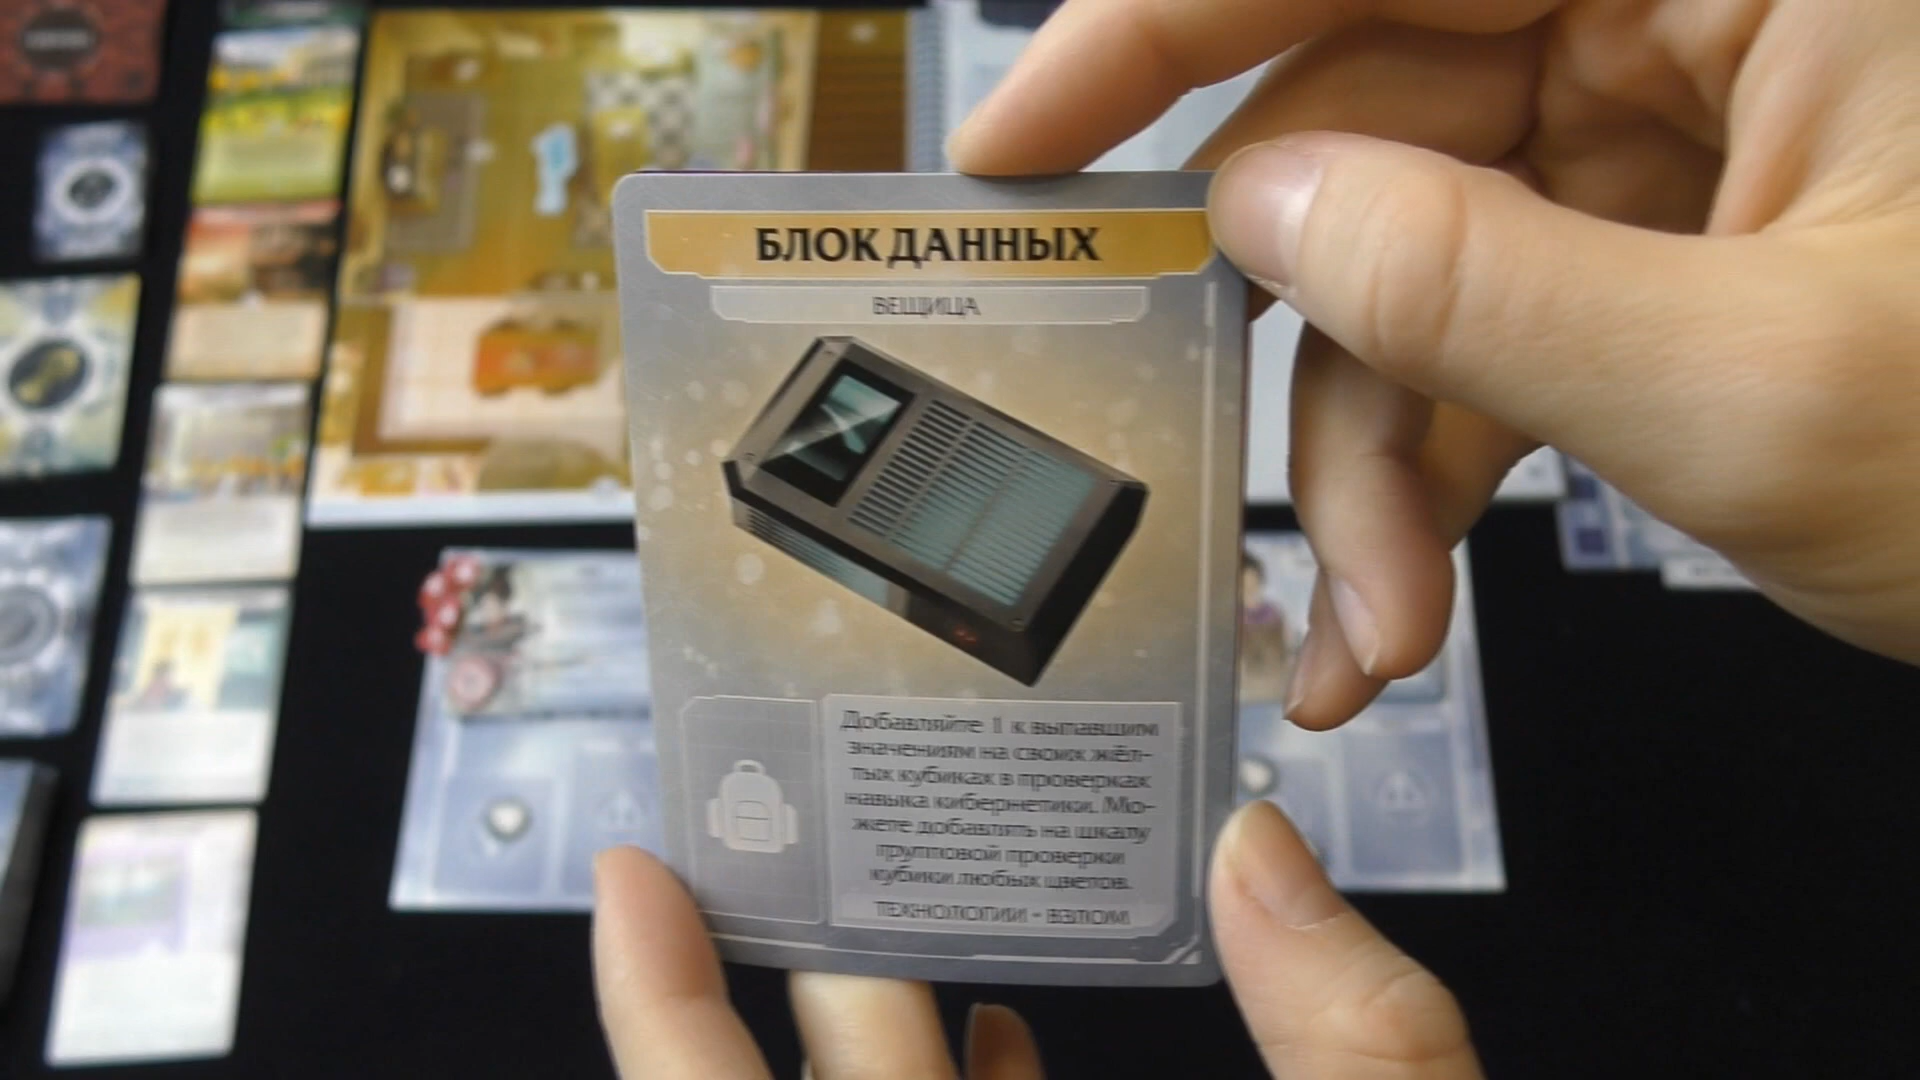 БЛОК ДАННЫХ
ВЕЩИЦА
Добавляйте 1 к выпавшим
значениям на своих жёл-
тых кубиках в проверках
навыка кибернетики. Мо-
жете добавлять на шкалу
групповой проверки
кубики любых цветов.
ТЕХНОЛОГИИ - ВЗЛОМ